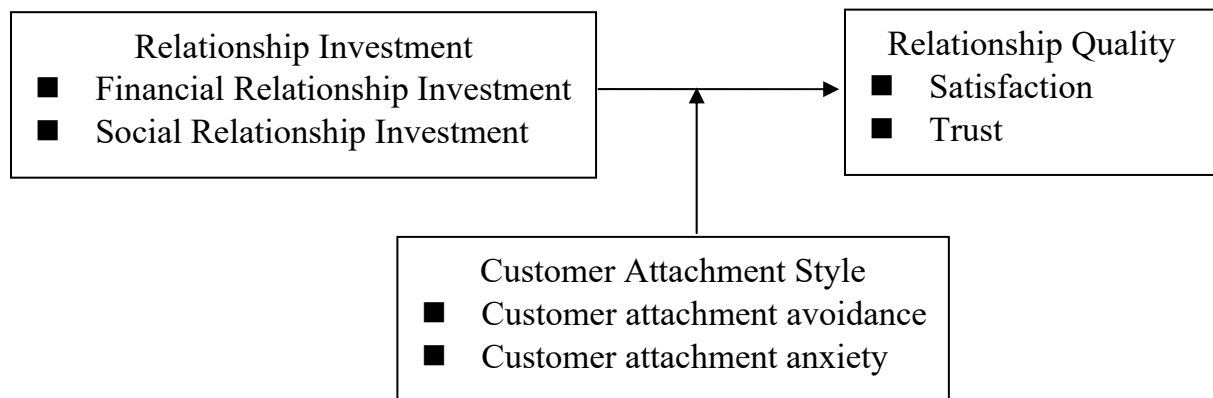 Relationship Investment
■ Financial Relationship Investment
■ Social Relationship Investment
Relationship Quality
■ Satisfaction
■ Trust
Customer Attachment Style
■ Customer attachment avoidance
■ Customer attachment anxiety